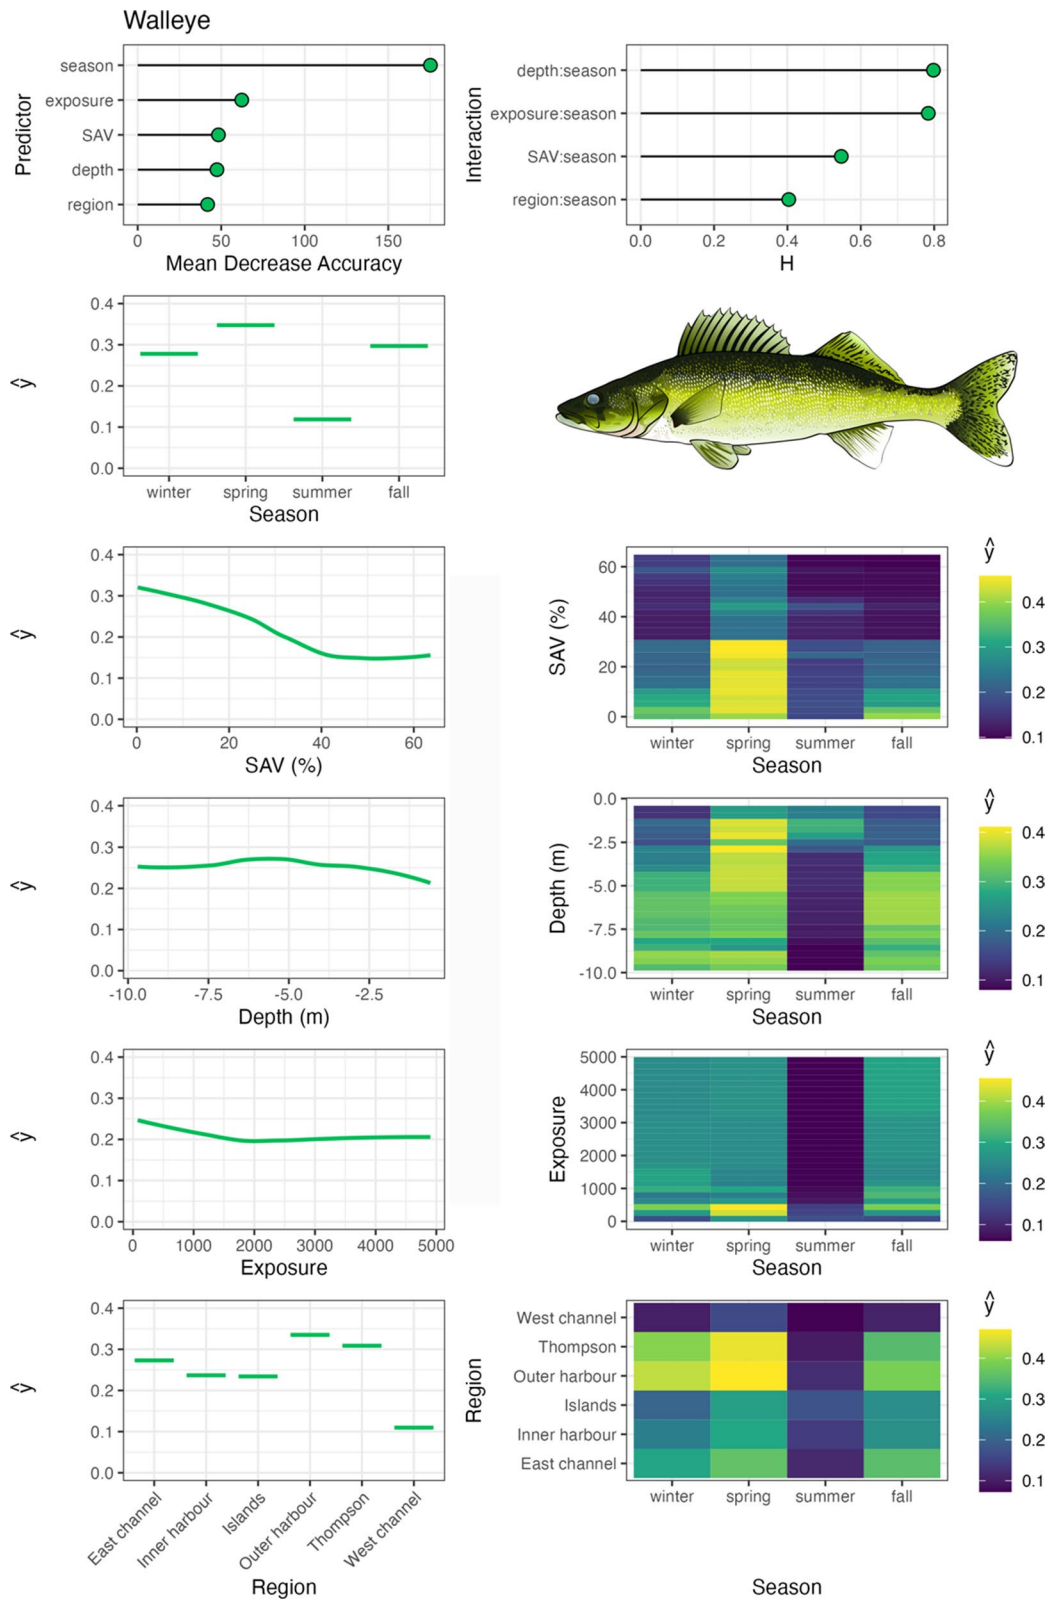 Walleye
Predictor
season
exposure
SAV
depth
region
0 50 100 150
Mean Decrease Accuracy
Interaction
depth:season
exposure:season
SAV:season
region:season
0.0 0.2 0.4 0.6 0.8
H
ŷ
0.4
0.3
0.2
0.1
0.0
winter spring summer fall
Season
ŷ
0.4
0.3
0.2
0.1
0.0
0 20 40 60
SAV (%)
SAV (%)
60
40
20
0
winter spring summer fall
Season
ŷ
0.4
0.3
0.2
0.1
ŷ
0.4
0.3
0.2
0.1
0.0
-10.0 -7.5 -5.0 -2.5
Depth (m)
Depth (m)
0.0
-2.5
-5.0
-7.5
-10.0
winter spring summer fall
Season
ŷ
0.4
0.3
0.2
0.1
ŷ
0.4
0.3
0.2
0.1
0.0
0 1000 2000 3000 4000 5000
Exposure
Exposure
5000
4000
3000
2000
1000
0
winter spring summer fall
Season
ŷ
0.4
0.3
0.2
0.1
ŷ
0.4
0.3
0.2
0.1
0.0
East channel
Inner harbour
Islands
Outer harbour
Thompson
West channel
Region
Region
West channel
Thompson
Outer harbour
Islands
Inner harbour
East channel
winter spring summer fall
Season
ŷ
0.4
0.3
0.2
0.1